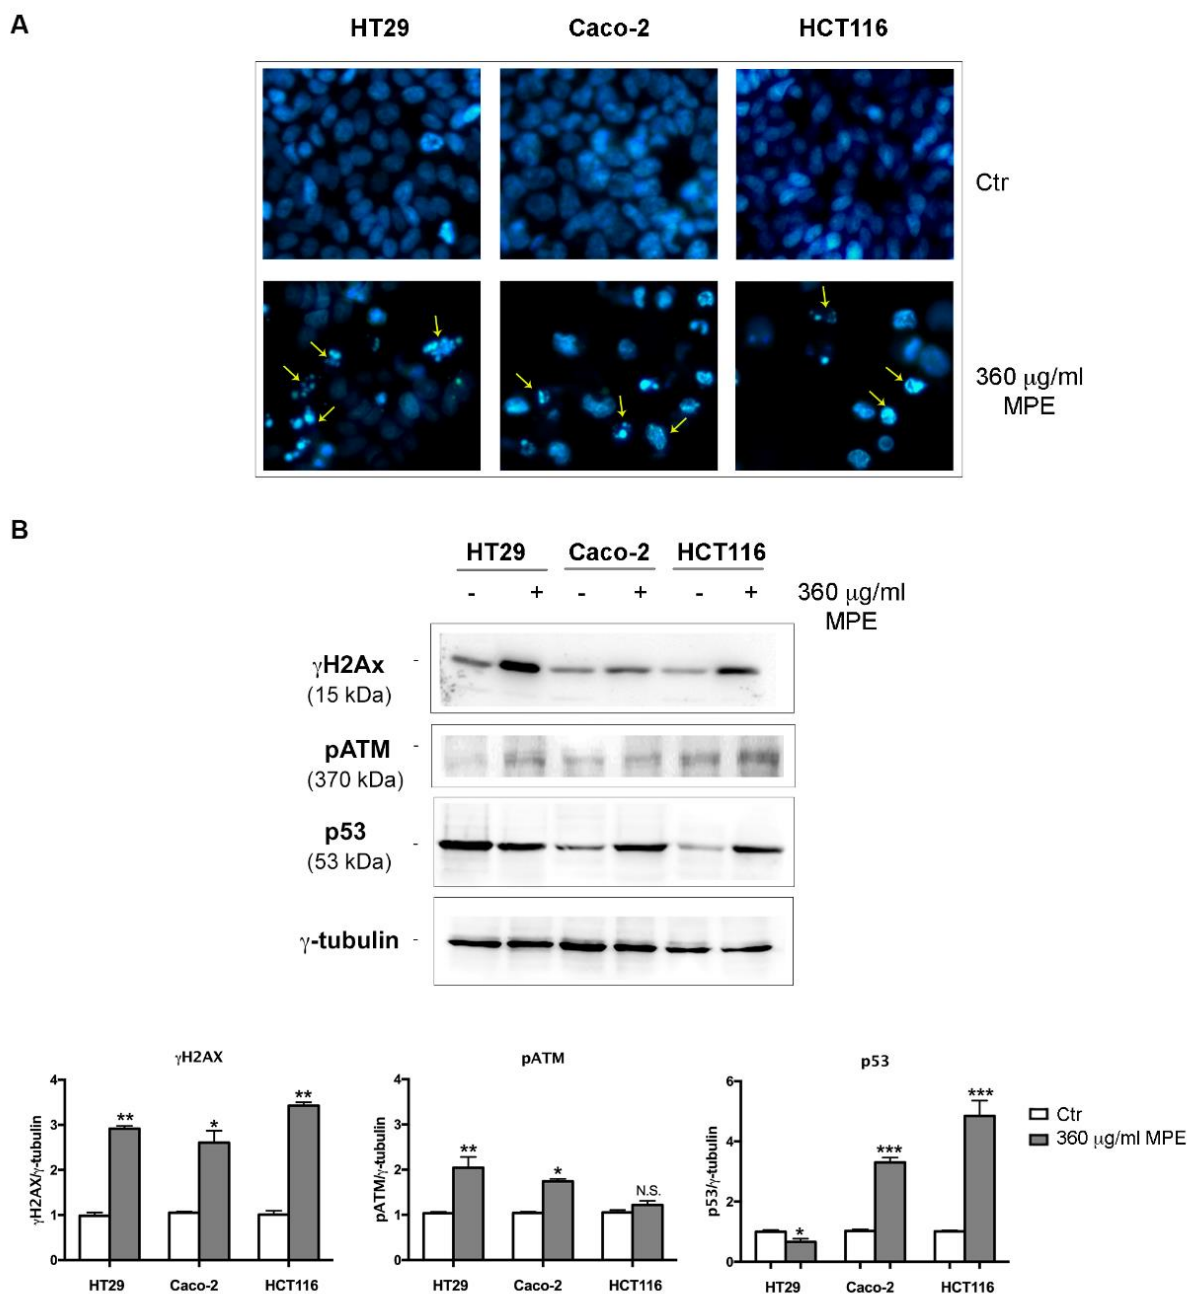 A
HT29 Caco-2 HCT116
Ctr
360 μg/ml
MPE
B
HT29 Caco-2 HCT116
- + - + - + 360 μg/ml
MPE
γH2Ax -
(15 kDa)
pATM -
(370 kDa)
p53 -
(53 kDa)
γ-tubulin -
γH2AX
γH2AX/γ-tubulin
4
3
2
1
0
** * **
HT29 Caco-2 HCT116
pATM
pATM/γ-tubulin
4
3
2
1
0
** * N.S.
HT29 Caco-2 HCT116
p53
p53/γ-tubulin
6
4
2
0
* *** ***
HT29 Caco-2 HCT116
Ctr
360 μg/ml MPE